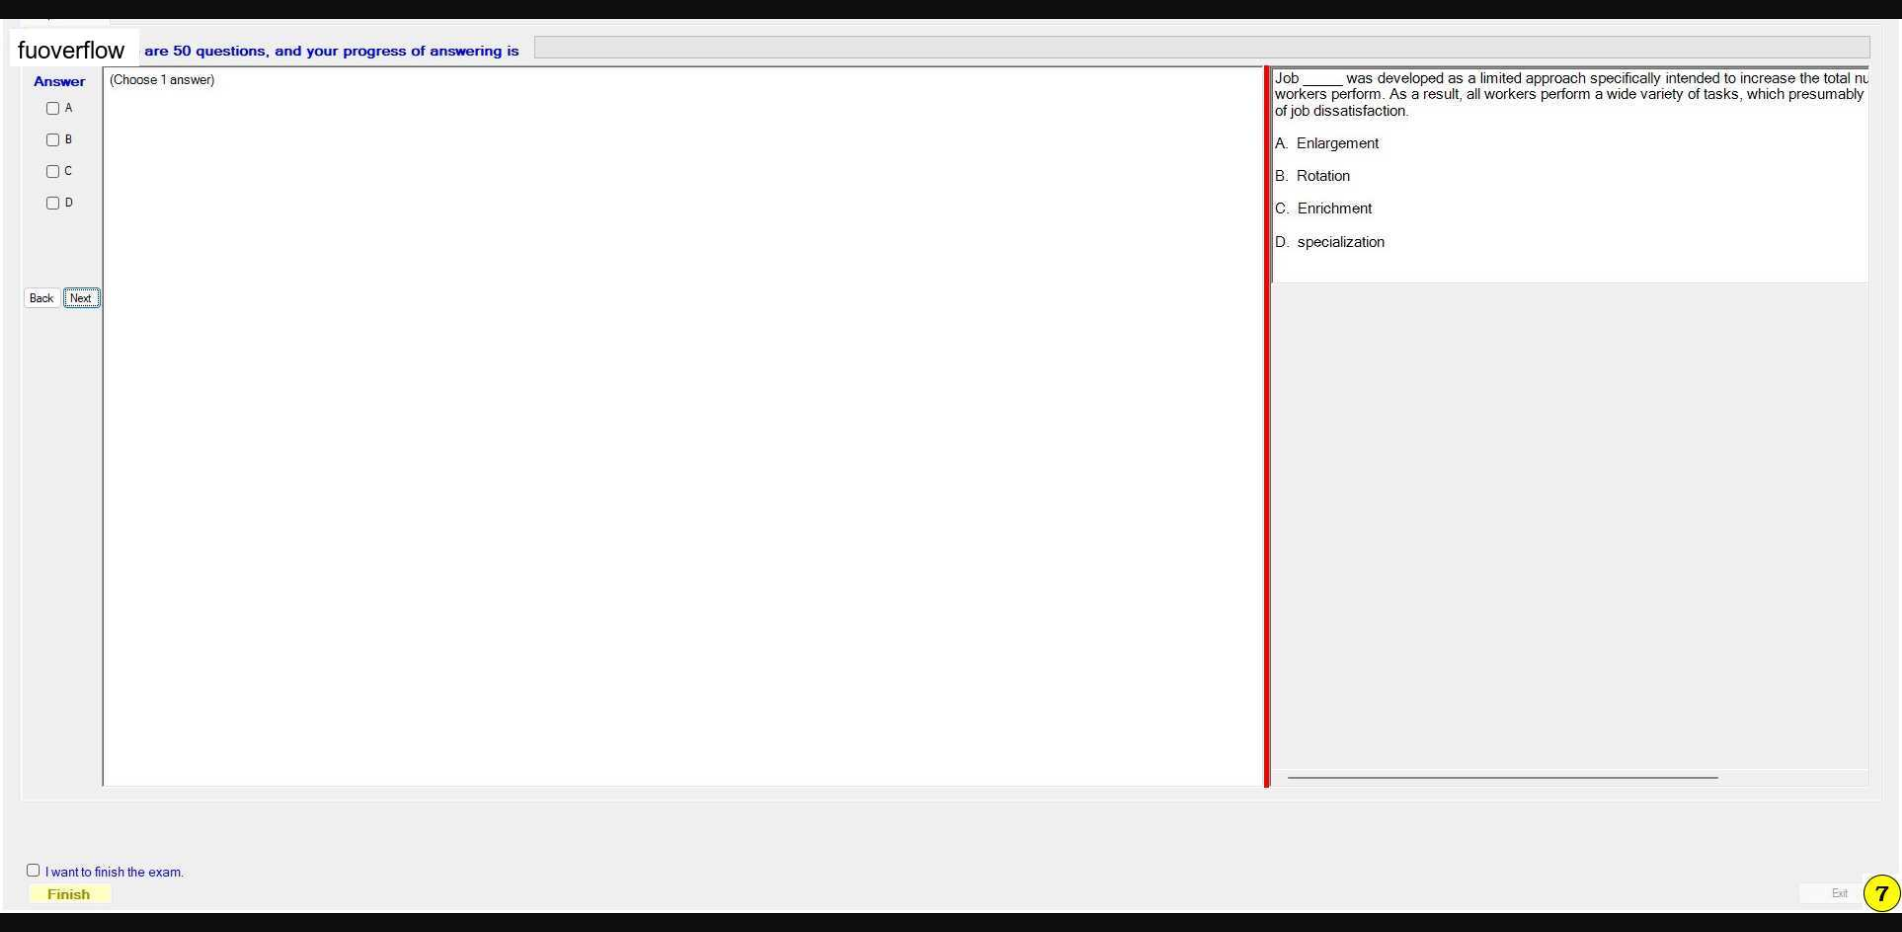 fuoverflow are 50 questions, and your progress of answering is
Answer
A
B
C
D
Back Next
(Choose 1 answer)
Job _____ was developed as a limited approach specifically intended to increase the total nu
workers perform. As a result, all workers perform a wide variety of tasks, which presumably
of job dissatisfaction.
A. Enlargement
B. Rotation
C. Enrichment
D. specialization
I want to finish the exam.
Finish
Exit
7